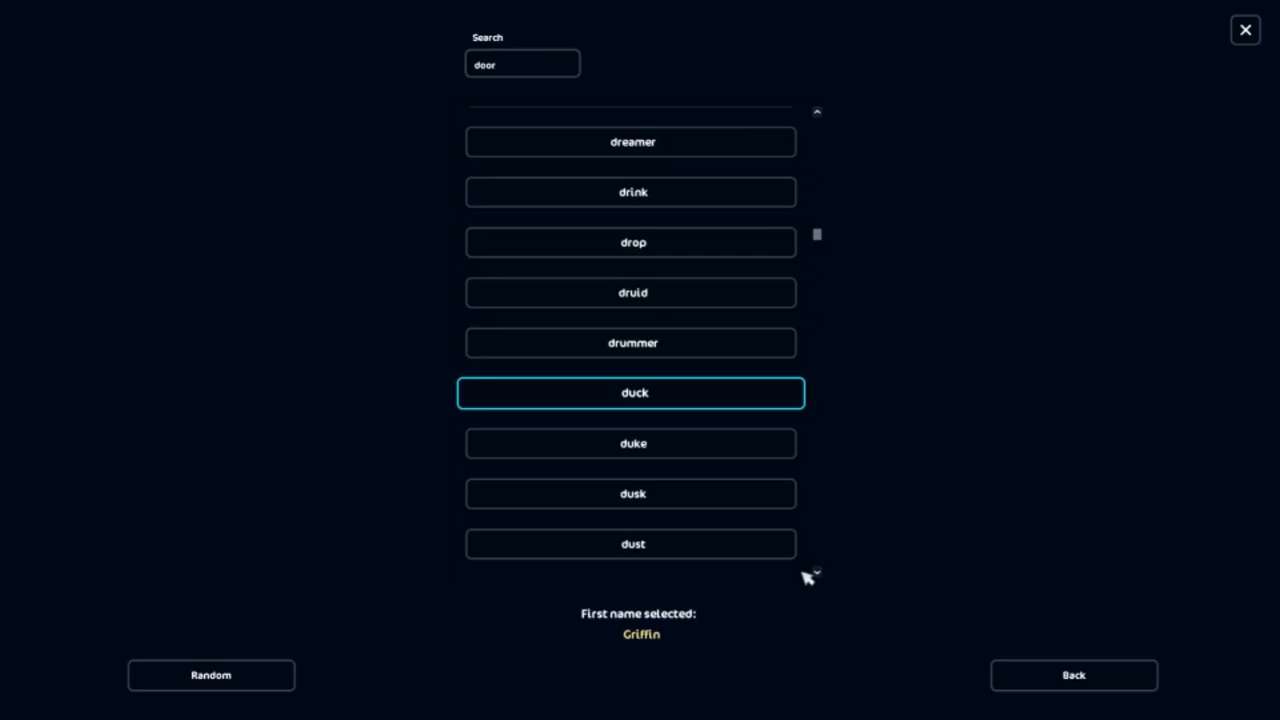 Search
door
dreamer
drink
drop
druid
drummer
duck
duke
dusk
dust
First name selected:
Griffin
Random
Back